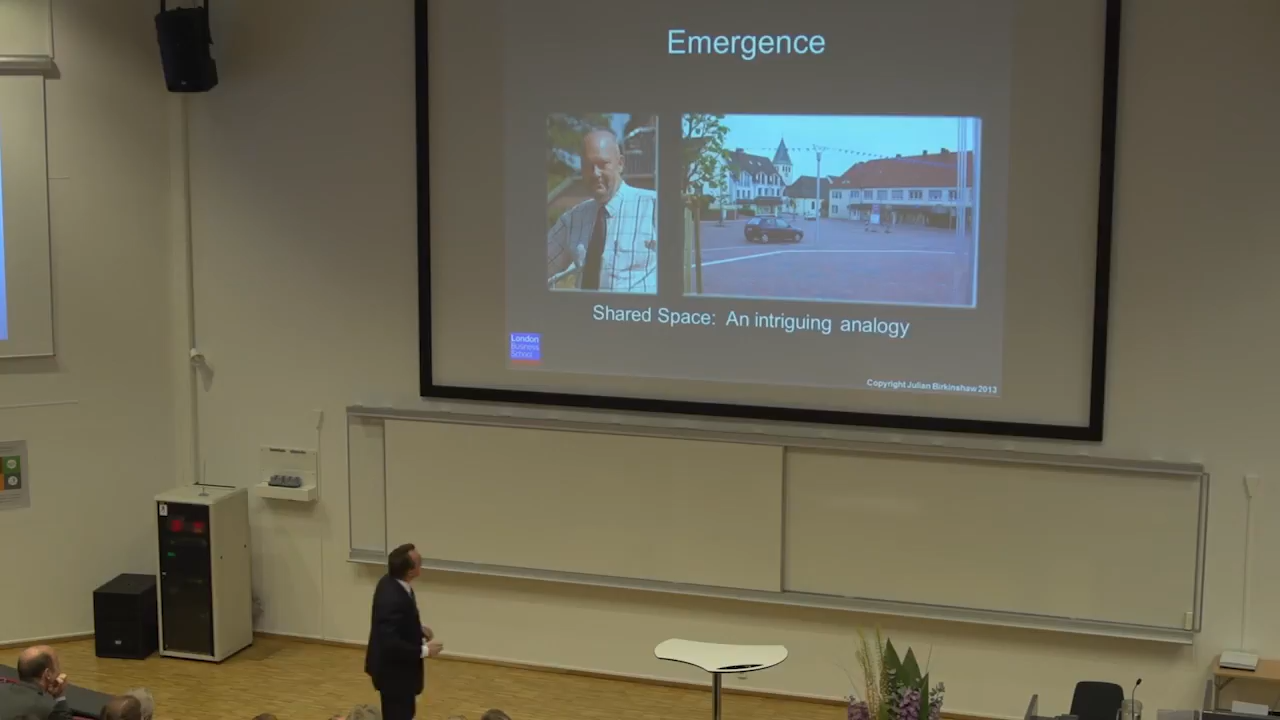 Emergence
Shared Space: An intriguing analogy
London
Business
School
Copyright Julian Birkinshaw 2013